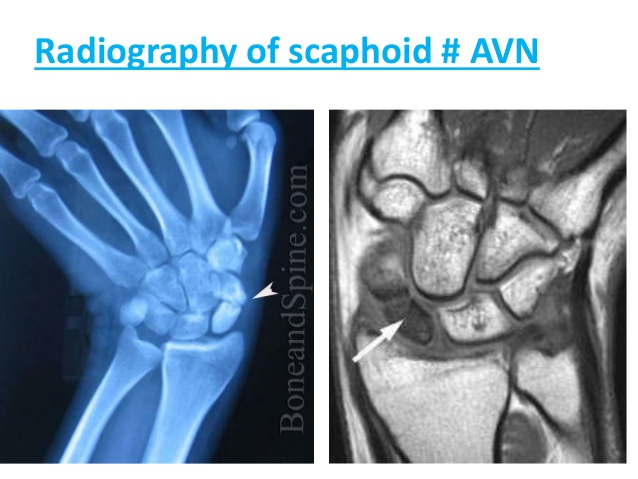 Radiography of scaphoid # AVN
BoneandSpine.com